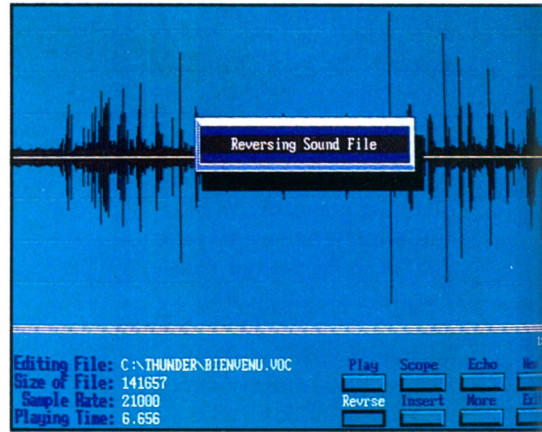 Reversing Sound File
Editing File: C:\THUNDER\BIENVENU.VOC
Size of File: 141657
Sample Rate: 21000
Playing Time: 6.656
Play Scope Echo
Revrse Insert More